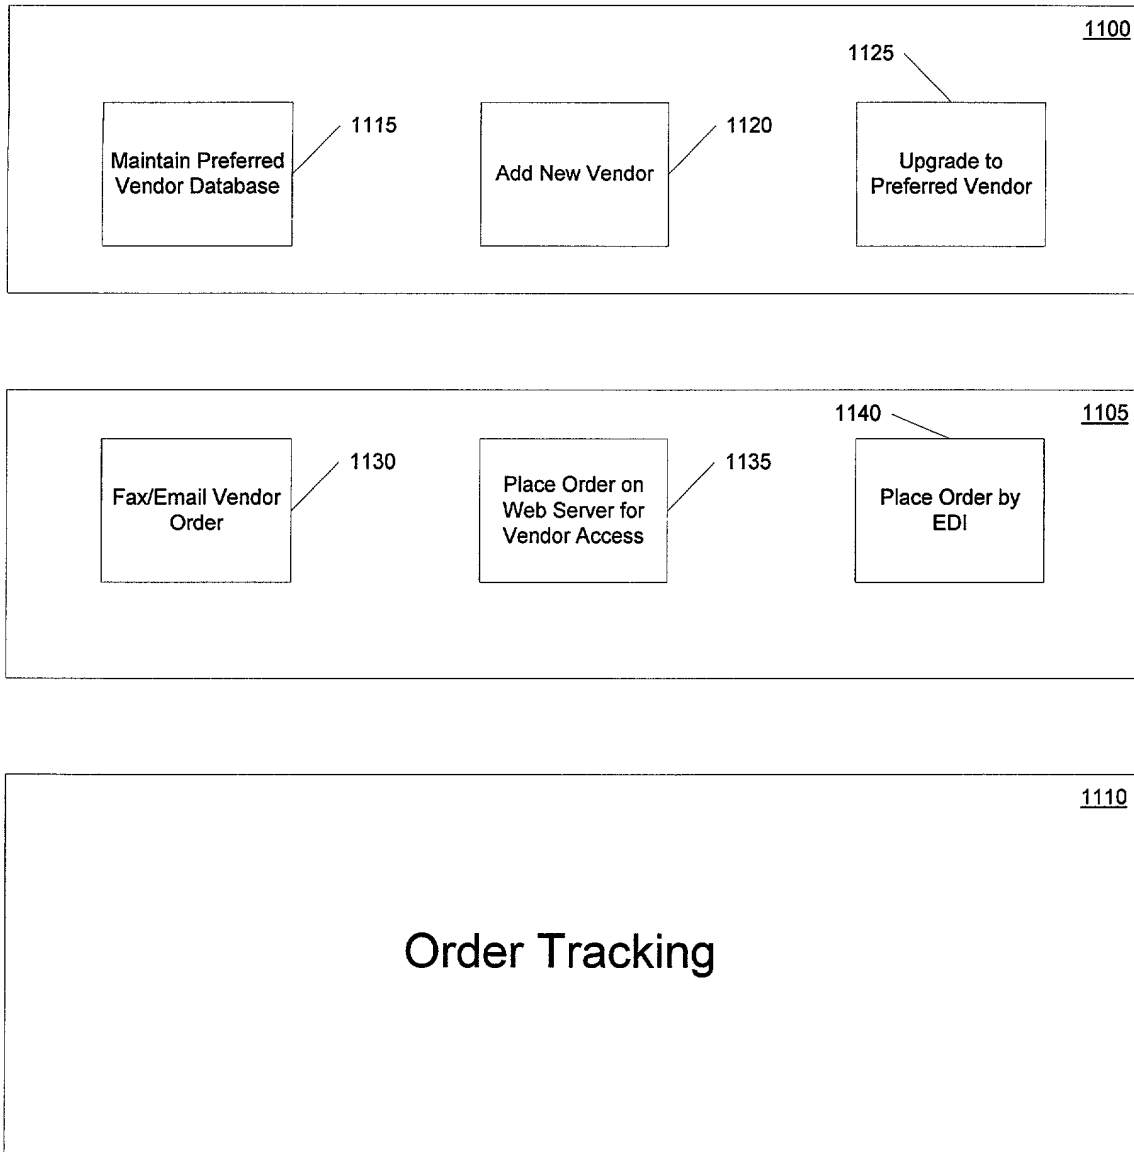 1100
1125
1115
1120
Maintain Preferred
Vendor Database
Add New Vendor
Upgrade to
Preferred Vendor
1105
1140
1130
1135
Fax/Email Vendor
Order
Place Order on
Web Server for
Vendor Access
Place Order by
EDI
1110
Order Tracking